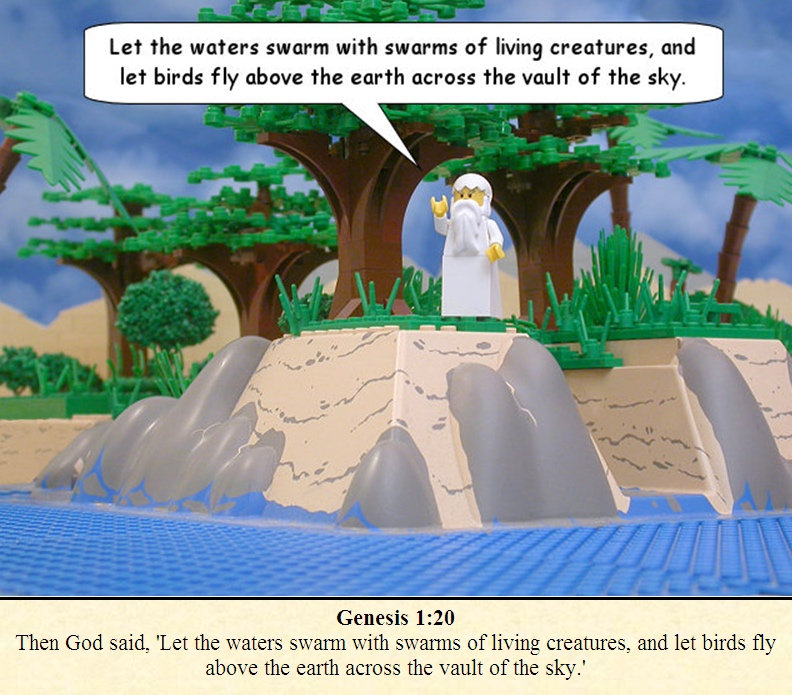 Let the waters swarm with swarms of living creatures, and
let birds fly above the earth across the vault of the sky.
Genesis 1:20
Then God said, 'Let the waters swarm with swarms of living creatures, and let birds fly
above the earth across the vault of the sky.'